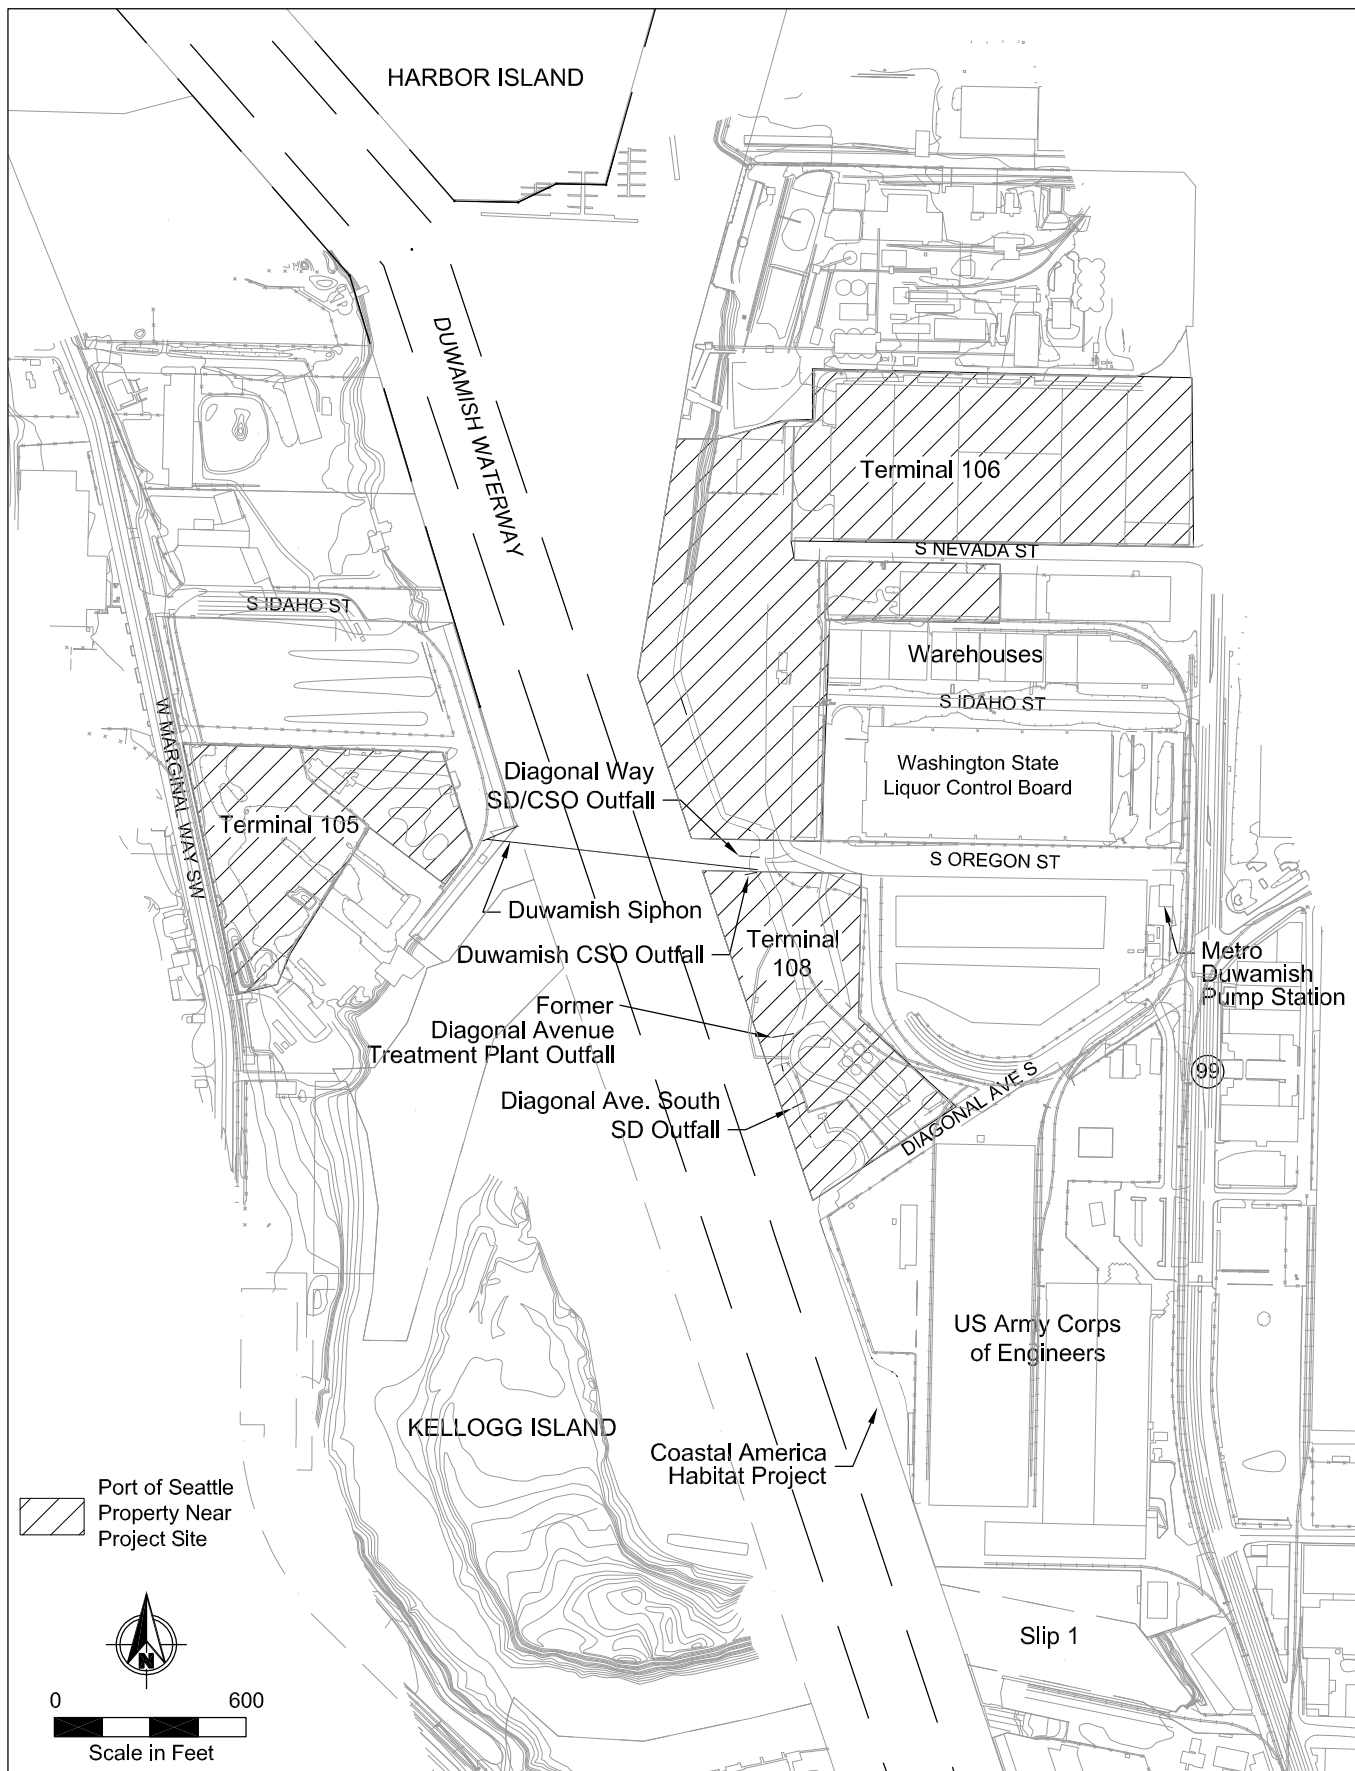 HARBOR ISLAND
DUWAMISH WATERWAY
Terminal 106
S NEVADA ST
S IDAHO ST
Warehouses
S IDAHO ST
W MARGINAL WAY SW
Washington State
Liquor Control Board
Diagonal Way
SD/CSO Outfall
Terminal 105
S OREGON ST
Duwamish Siphon
Duwamish CSO Outfall
Terminal
108
Metro
Duwamish
Pump Station
Former
Diagonal Avenue
Treatment Plant Outfall
99
Diagonal Ave. South
SD Outfall
DIAGONAL AVE S
US Army Corps
of Engineers
KELLOGG ISLAND
Coastal America
Habitat Project
Port of Seattle
Property Near
Project Site
N
Slip 1
0 600
Scale in Feet